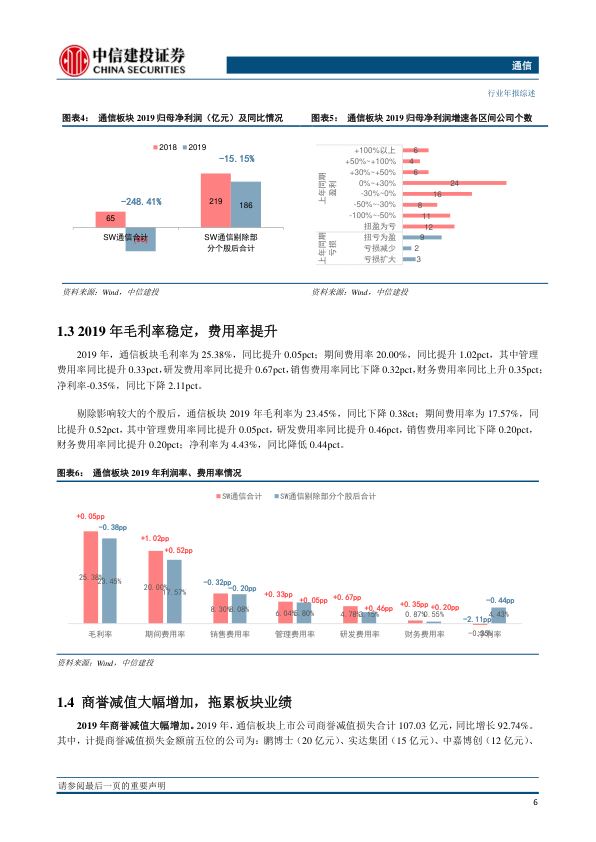 中信建投证券
CHINA SECURITIES
通信
行业年报综述
图表4： 通信板块 2019 归母净利润（亿元）及同比情况
2018 2019
-248.41%
-15.15%
65
219
186
SW通信合计
SW通信剔除部
分个股后合计
资料来源：Wind，中信建投
图表5： 通信板块 2019 归母净利润增速各区间公司个数
上年同期
盈利
+100%以上 6
+50%~+100% 4
+30%~+50% 6
0%~+30% 24
-30%~0% 16
-50%~-30% 8
-100%~-50% 11
扭盈为亏 12
上年同期
亏损
扭亏为盈 9
亏损减少 2
亏损扩大 3
资料来源：Wind，中信建投
1.3 2019 年毛利率稳定，费用率提升
2019 年，通信板块毛利率为 25.38%，同比提升 0.05pct；期间费用率 20.00%，同比提升 1.02pct，其中管理
费用率同比提升 0.33pct，研发费用率同比提升 0.67pct，销售费用率同比下降 0.32pct，财务费用率同比上升 0.35pct；
净利率-0.35%，同比下降 2.11pct。
剔除影响较大的个股后，通信板块 2019 年毛利率为 23.45%，同比下降 0.38ct；期间费用率为 17.57%，同
比提升 0.52pct，其中管理费用率同比提升 0.05pct，研发费用率同比提升 0.46pct，销售费用率同比下降 0.20pct，
财务费用率同比提升 0.20pct；净利率为 4.43%，同比降低 0.44pct。
图表6： 通信板块 2019 年利润率、费用率情况
SW通信合计 SW通信剔除部分个股后合计
+0.05pp
-0.38pp
+1.02pp
+0.52pp
-0.32pp
-0.20pp
+0.33pp
+0.05pp
+0.67pp
+0.46pp
+0.35pp
+0.20pp
-2.11pp
-0.44pp
25.38% 23.45%
20.00% 17.57%
8.30% 8.08%
6.04% 5.80%
4.78% 3.15%
0.87% 0.55%
-0.35% 4.43%
毛利率 期间费用率 销售费用率 管理费用率 研发费用率 财务费用率 净利率
资料来源：Wind，中信建投
1.4 商誉减值大幅增加，拖累板块业绩
2019 年商誉减值大幅增加。2019 年，通信板块上市公司商誉减值损失合计 107.03 亿元，同比增长 92.74%。
其中，计提商誉减值损失金额前五位的公司为：鹏博士（20 亿元）、实达集团（15 亿元）、中嘉博创（12 亿元）、
请参阅最后一页的重要声明
6